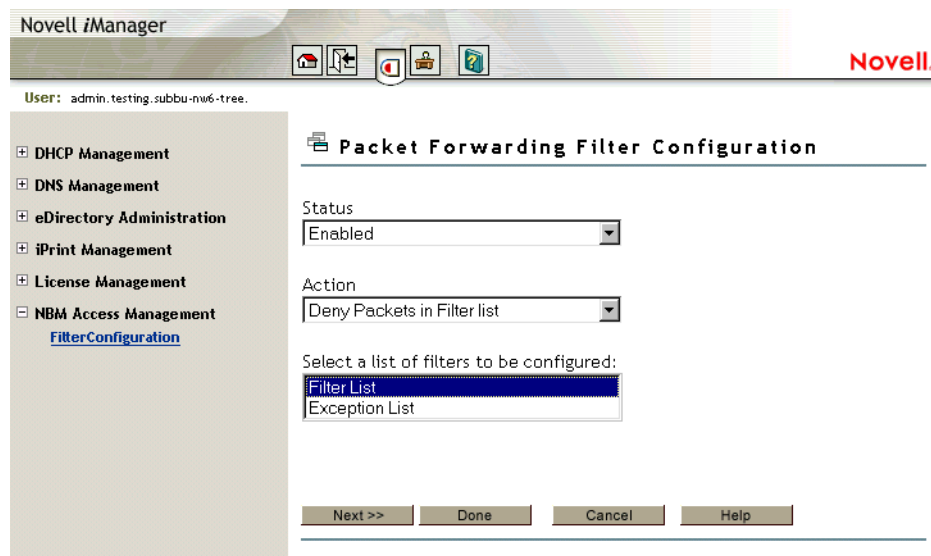 Novell iManager
Novell.
User: admin.testing.subbu-nw6-tree.
DHCP Management
DNS Management
eDirectory Administration
iPrint Management
License Management
NBM Access Management
FilterConfiguration
Packet Forwarding Filter Configuration
Status
Enabled
Action
Deny Packets in Filter list
Select a list of filters to be configured:
Filter List
Exception List
Next >>
Done
Cancel
Help